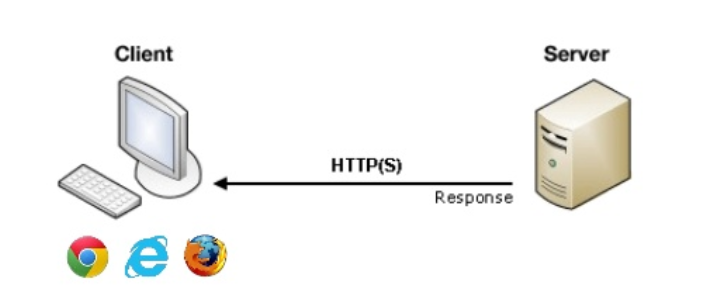 Client
Server
HTTP(S)
Response